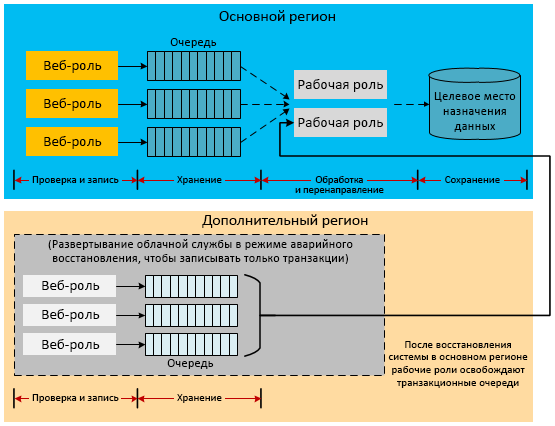 Основной регион
Очередь
Веб-роль
Веб-роль
Веб-роль
Рабочая роль
Рабочая роль
Целевое место
назначения
данных
Проверка и запись
Хранение
Обработка
и перенаправление
Сохранение
Дополнительный регион
(Развертывание облачной службы в режиме аварийного
восстановления, чтобы записывать только транзакции)
Веб-роль
Веб-роль
Веб-роль
Очередь
После восстановления
системы в основном регионе
рабочие роли освобождают
транзакционные очереди
Проверка и запись
Хранение